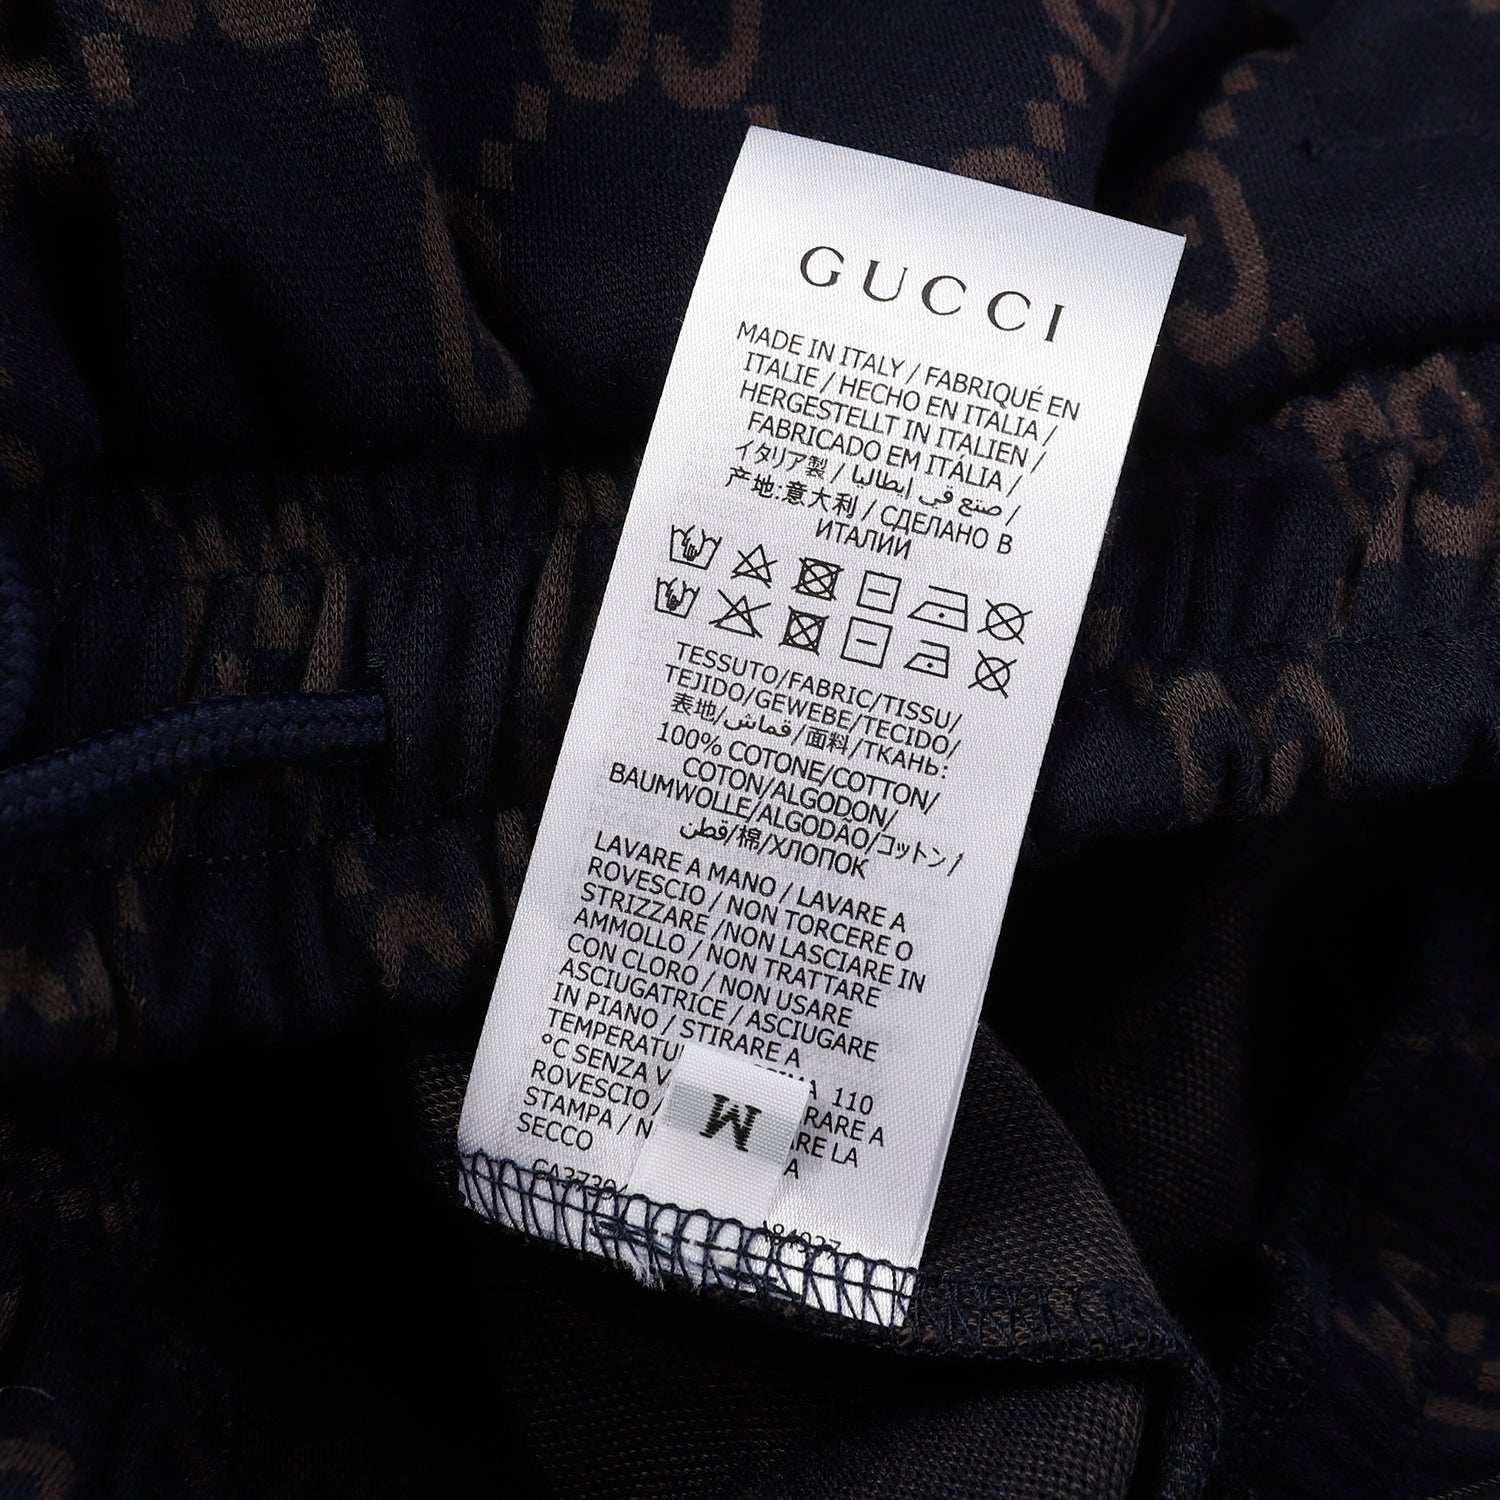 GUCCI
MADE IN ITALY / FABRIQUÉ EN
ITALIE / HECHO EN ITALIA /
HERGESTELLT IN ITALIEN /
FABRICADO EM ITÁLIA /
イタリア製 / صنع في إيطاليا /
产地:意大利 / СДЕЛАНО В
ИТАЛИИ
TESSUTO/FABRIC/TISSU/
TEJIDO/GEWEBE/TECIDO/
表地/قماش/面料/ТКАНЬ:
100% COTONE/COTTON/
COTON/ALGODON/
BAUMWOLLE/ALGODÃO/コットン/
قطن/棉/ХЛОПОК
LAVARE A MANO / LAVARE A
ROVESCIO / NON TORCERE O
STRIZZARE /NON LASCIARE IN
AMMOLLO / NON TRATTARE
CON CLORO / NON USARE
ASCIUGATRICE / ASCIUGARE
IN PIANO / STIRARE A
110
°C SENZA
ROVESCIO /
STAMPA / LA
SECCO
M